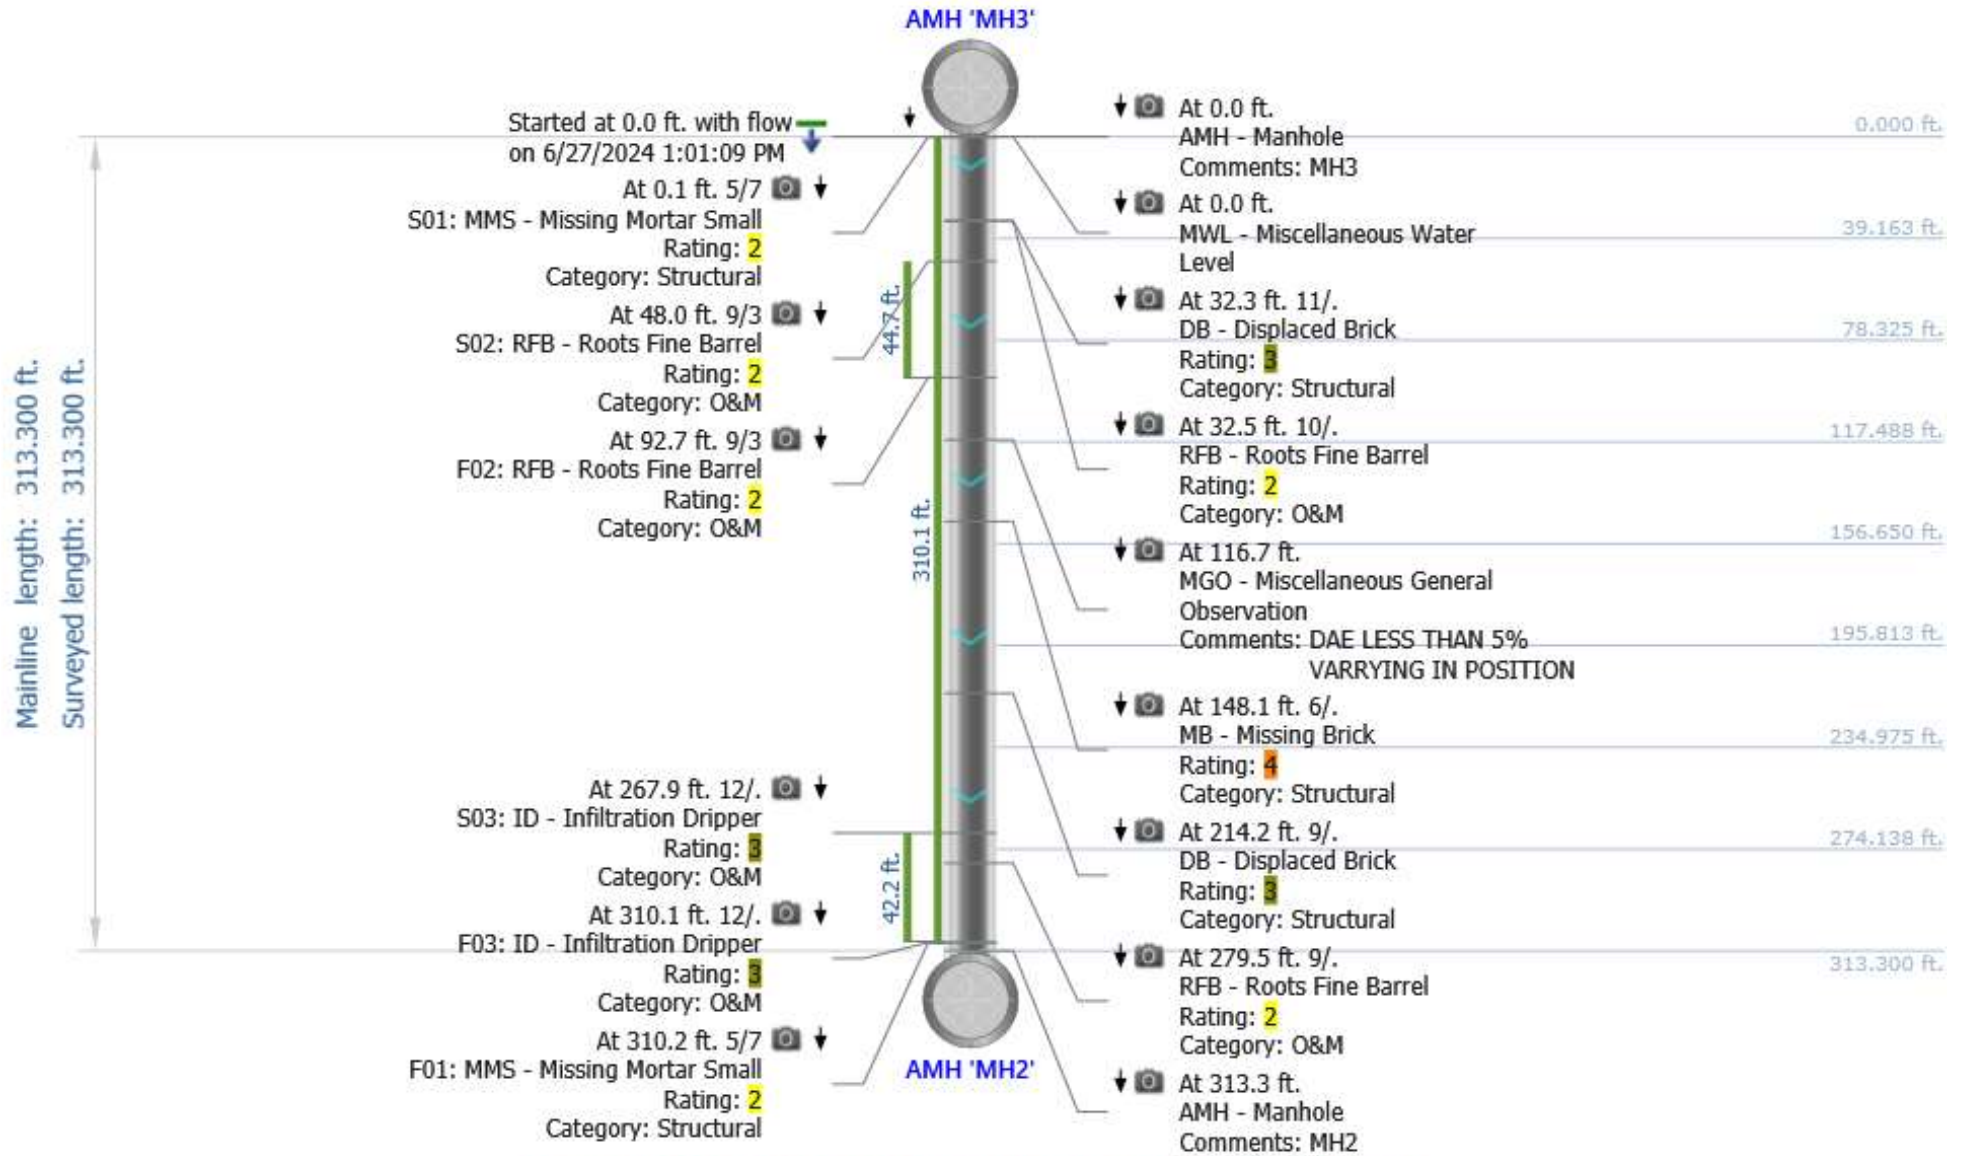 AMH 'MH3'
Started at 0.0 ft. with flow
on 6/27/2024 1:01:09 PM
At 0.1 ft. 5/7
S01: MMS - Missing Mortar Small
Rating: 2
Category: Structural
At 48.0 ft. 9/3
S02: RFB - Roots Fine Barrel
Rating: 2
Category: O&M
At 92.7 ft. 9/3
F02: RFB - Roots Fine Barrel
Rating: 2
Category: O&M
At 267.9 ft. 12/.
S03: ID - Infiltration Dripper
Rating: 3
Category: O&M
At 310.1 ft. 12/.
F03: ID - Infiltration Dripper
Rating: 3
Category: O&M
At 310.2 ft. 5/7
F01: MMS - Missing Mortar Small
Rating: 2
Category: Structural
Mainline length: 313.300 ft.
Surveyed length: 313.300 ft.
44.7 ft.
310.1 ft.
42.2 ft.
At 0.0 ft.
AMH - Manhole
Comments: MH3
At 0.0 ft.
MWL - Miscellaneous Water
Level
At 32.3 ft. 11/.
DB - Displaced Brick
Rating: 3
Category: Structural
At 32.5 ft. 10/.
RFB - Roots Fine Barrel
Rating: 2
Category: O&M
At 116.7 ft.
MGO - Miscellaneous General
Observation
Comments: DAE LESS THAN 5%
VARRYING IN POSITION
At 148.1 ft. 6/.
MB - Missing Brick
Rating: 4
Category: Structural
At 214.2 ft. 9/.
DB - Displaced Brick
Rating: 3
Category: Structural
At 279.5 ft. 9/.
RFB - Roots Fine Barrel
Rating: 2
Category: O&M
At 313.3 ft.
AMH - Manhole
Comments: MH2
0.000 ft.
39.163 ft.
78.325 ft.
117.488 ft.
156.650 ft.
195.813 ft.
234.975 ft.
274.138 ft.
313.300 ft.
AMH 'MH2'